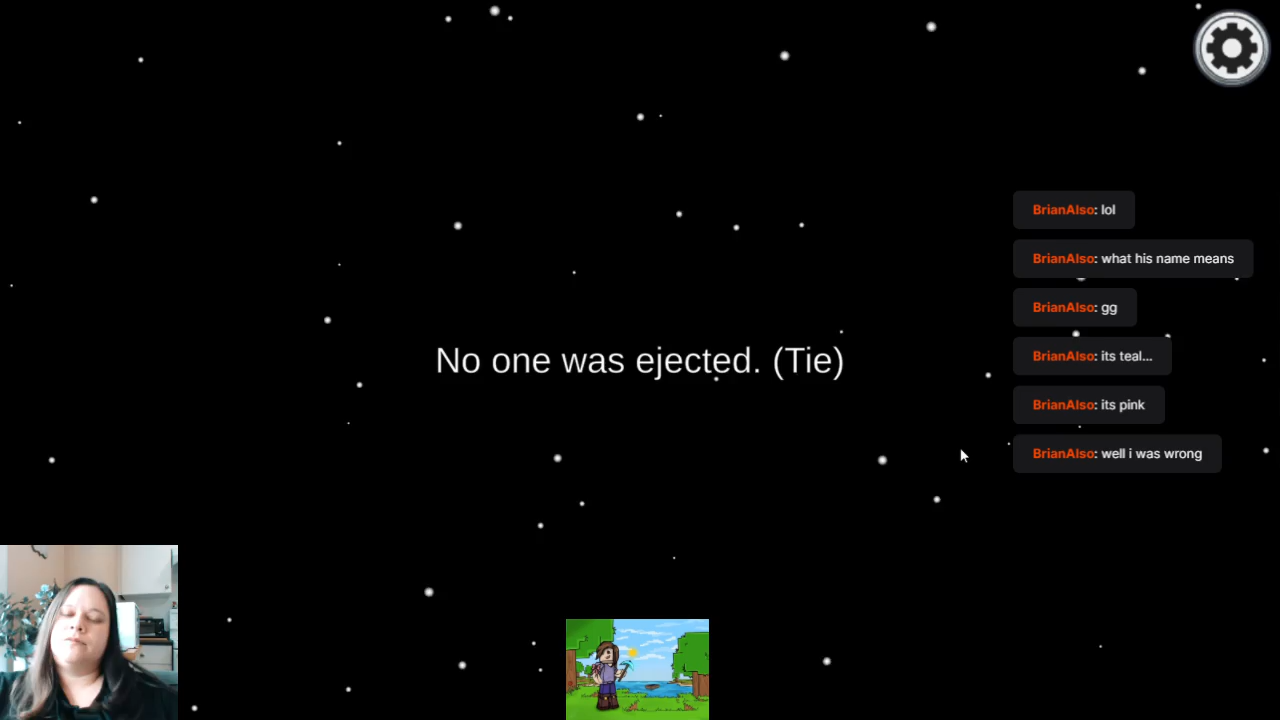 BrianAlso: lol
BrianAlso: what his name means
BrianAlso: gg
BrianAlso: its teal...
No one was ejected. (Tie)
BrianAlso: its pink
BrianAlso: well i was wrong